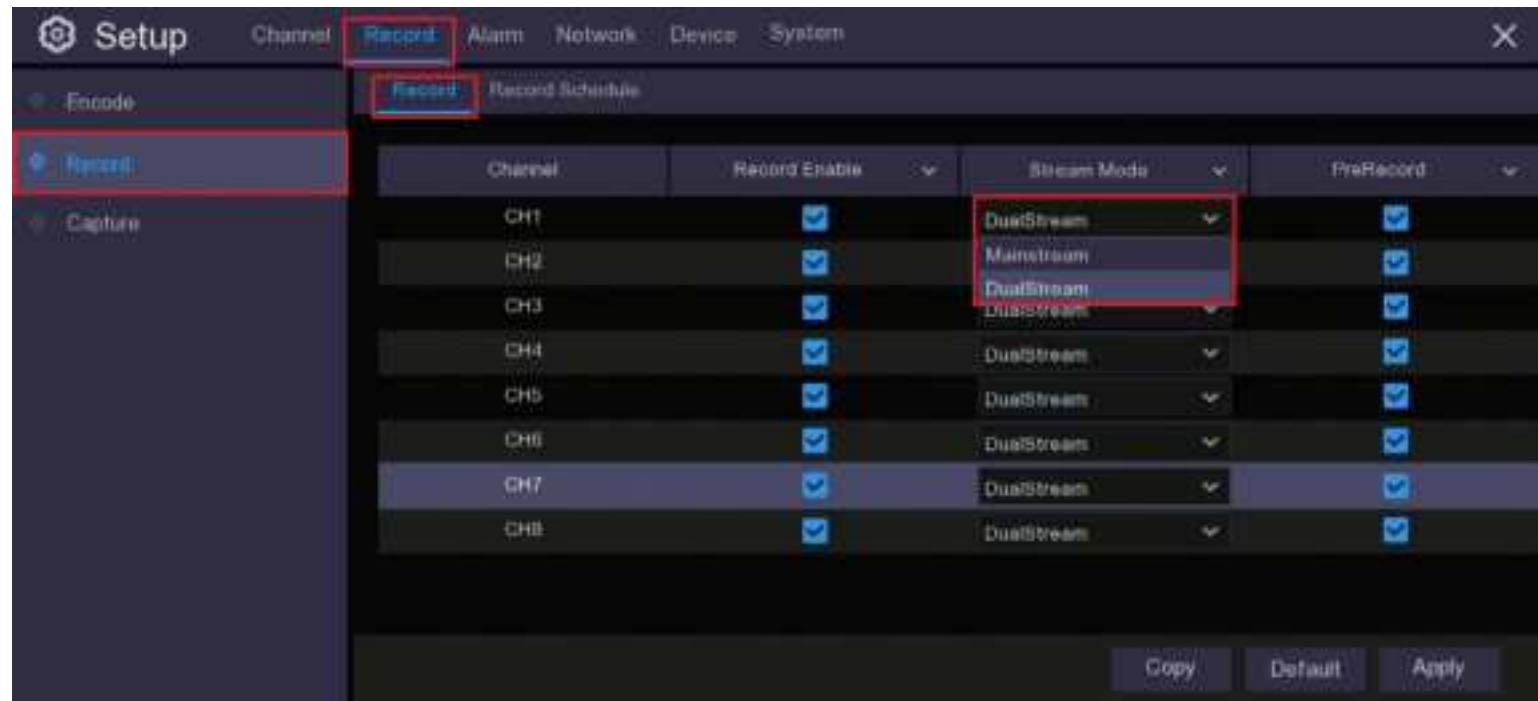 Setup Channel Record Alarm Network Device System
Encode
Record
Capture
Record Record Schedule
Channel Record Enable Stream Mode PreRecord
CH1 DualStream
Mainstream
DualStream
CH2
CH3 DualStream
CH4 DualStream
CH5 DualStream
CH6 DualStream
CH7 DualStream
CH8 DualStream
Copy Default Apply